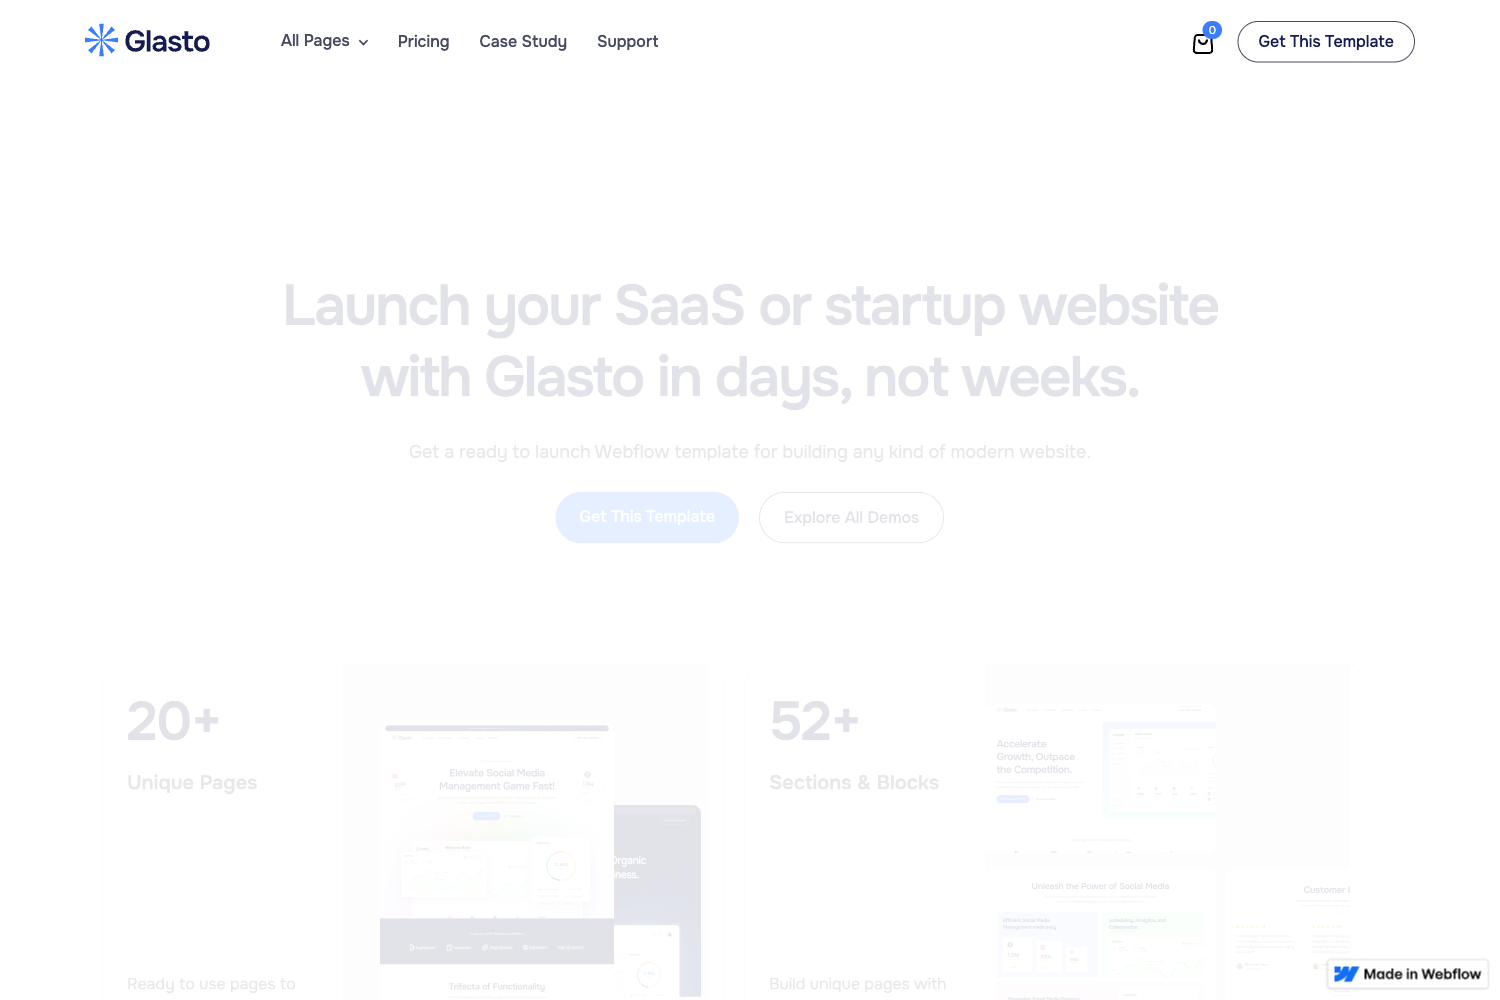 Glasto
All Pages
Pricing
Case Study
Support
0
Get This Template
Launch your SaaS or startup website
with Glasto in days, not weeks.
Get a ready to launch Webflow template for building any kind of modern website.
Get This Template
Explore All Demos
20+
Unique Pages
Ready to use pages to
Elevate Social Media
Management Game Fast!
Organic
Trifecta of Functionality
52+
Sections & Blocks
Build unique pages with
Accelerate
Growth, Outpace
the Competition.
Unleash the Power of Social Media
Customer
Made in Webflow